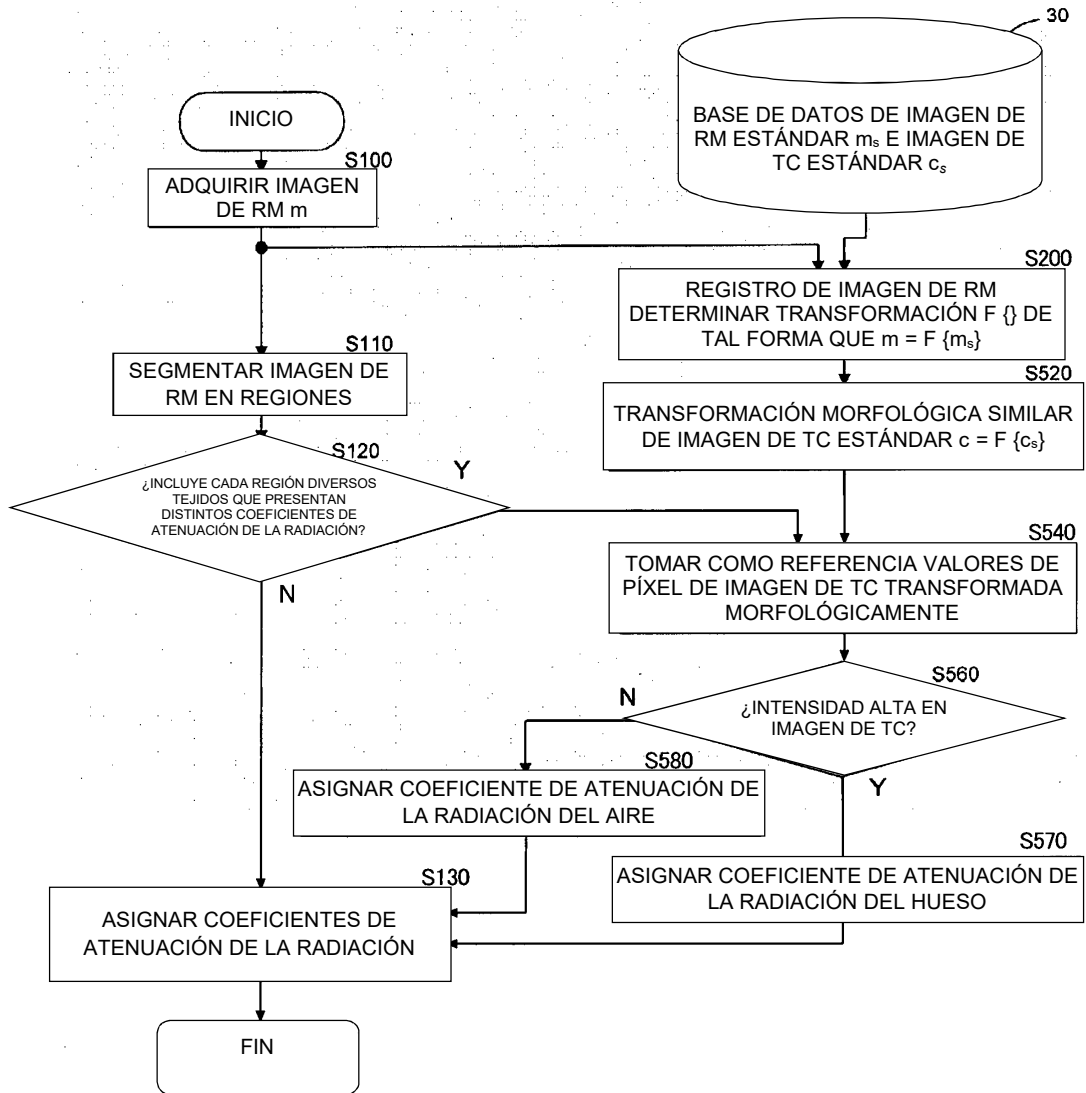 30
BASE DE DATOS DE IMAGEN DE
RM ESTÁNDAR mₛ E IMAGEN DE
TC ESTÁNDAR cₛ
INICIO
S100
ADQUIRIR IMAGEN
DE RM m
S200
REGISTRO DE IMAGEN DE RM
DETERMINAR TRANSFORMACIÓN F {} DE
TAL FORMA QUE m = F {mₛ}
S110
SEGMENTAR IMAGEN DE
RM EN REGIONES
S520
TRANSFORMACIÓN MORFOLÓGICA SIMILAR
DE IMAGEN DE TC ESTÁNDAR c = F {cₛ}
S120
¿INCLUYE CADA REGIÓN DIVERSOS
TEJIDOS QUE PRESENTAN
DISTINTOS COEFICIENTES DE
ATENUACIÓN DE LA RADIACIÓN?
Y
N
S540
TOMAR COMO REFERENCIA VALORES DE
PÍXEL DE IMAGEN DE TC TRANSFORMADA
MORFOLÓGICAMENTE
S560
¿INTENSIDAD ALTA EN
IMAGEN DE TC?
N
Y
S580
ASIGNAR COEFICIENTE DE ATENUACIÓN DE
LA RADIACIÓN DEL AIRE
S570
ASIGNAR COEFICIENTE DE ATENUACIÓN DE
LA RADIACIÓN DEL HUESO
S130
ASIGNAR COEFICIENTES DE
ATENUACIÓN DE LA RADIACIÓN
FIN